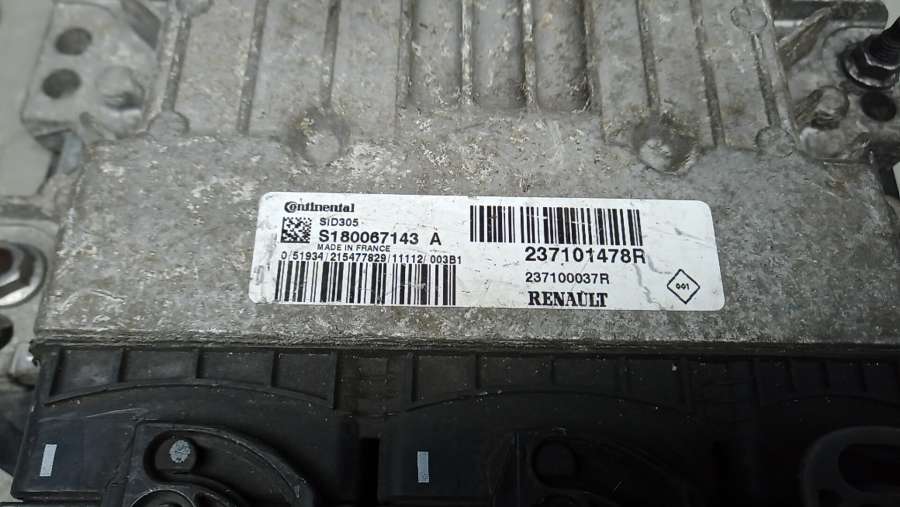 Continental
SID305
S180067143 A
MADE IN FRANCE
0/51934/215477829/11112/003B1
237101478R
237100037R
RENAULT
001